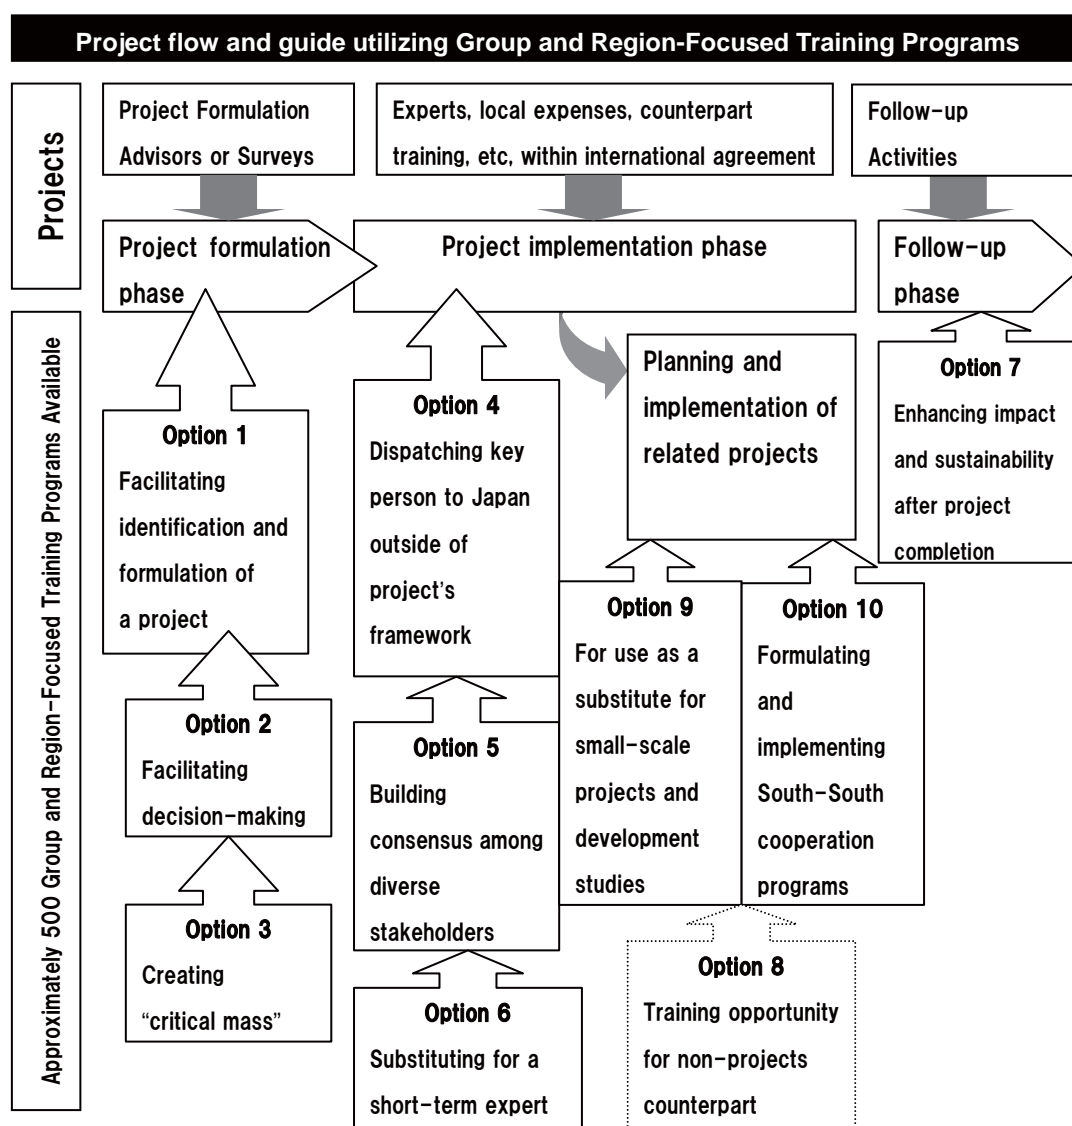 Project flow and guide utilizing Group and Region-Focused Training Programs
Projects
Project Formulation
Advisors or Surveys
Experts, local expenses, counterpart
training, etc, within international agreement
Follow-up
Activities
Project formulation
phase
Project implementation phase
Follow-up
phase
Approximately 500 Group and Region-Focused Training Programs Available
Option 1
Facilitating
identification and
formulation of
a project
Option 2
Facilitating
decision-making
Option 3
Creating
“critical mass”
Option 4
Dispatching key
person to Japan
outside of
project's
framework
Option 5
Building
consensus among
diverse
stakeholders
Option 6
Substituting for a
short-term expert
Planning and
implementation of
related projects
Option 9
For use as a
substitute for
small-scale
projects and
development
studies
Option 10
Formulating
and
implementing
South-South
cooperation
programs
Option 8
Training opportunity
for non-projects
counterpart
Option 7
Enhancing impact
and sustainability
after project
completion